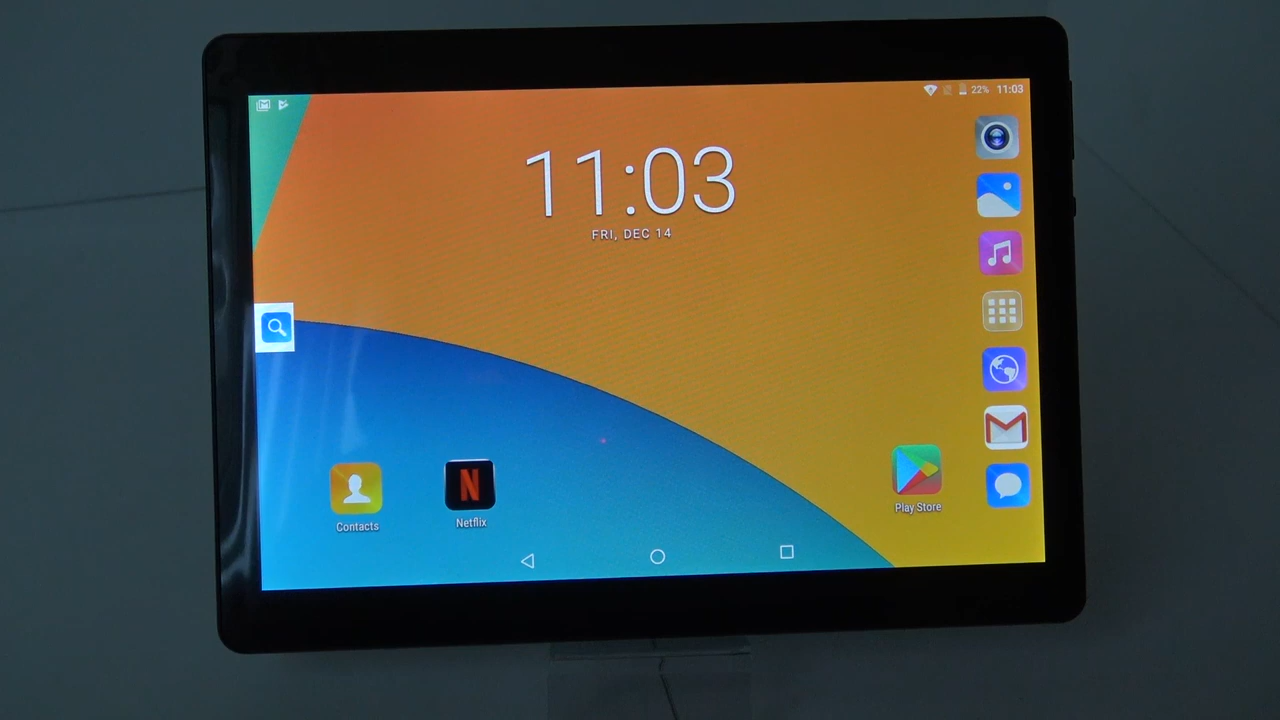 22% 11:03
11:03
FRI, DEC 14
Contacts
N
Netflix
Play Store